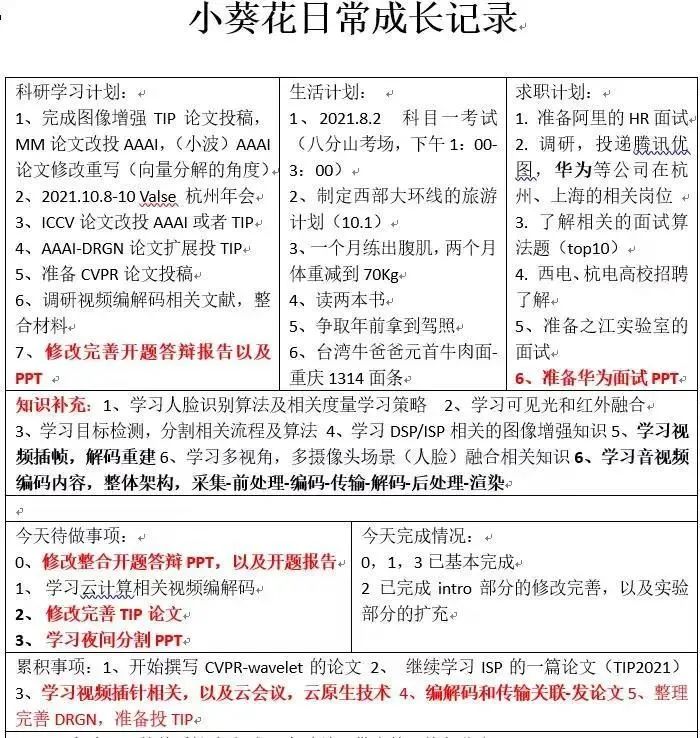 小葵花日常成长记录
科研学习计划：
1、完成图像增强 TIP 论文投稿，
MM 论文改投 AAAI，（小波）AAAI
论文修改重写（向量分解的角度）
2、2021.10.8-10 Valse 杭州年会
3、ICCV 论文改投 AAAI 或者 TIP
4、AAAI-DRGN 论文扩展投 TIP
5、准备 CVPR 论文投稿
6、调研视频编解码相关文献，整
合材料
7、修改完善开题答辩报告以及
PPT
生活计划：
1、2021.8.2 科目一考试
（八分山考场，下午 1：00-
3：00）
2、制定西部大环线的旅游
计划（10.1）
3、一个月练出腹肌，两个月
体重减到 70Kg
4、读两本书
5、争取年前拿到驾照
6、台湾牛爸爸元首牛肉面-
重庆 1314 面条
求职计划：
1. 准备阿里的 HR 面试
2. 调研，投递腾讯优
图，华为等公司在杭
州、上海的相关岗位
3. 了解相关的面试算
法题（top10）
4. 西电、杭电高校招聘
了解
5、准备之江实验室的
面试
6、准备华为面试 PPT
知识补充：1、学习人脸识别算法及相关度量学习策略 2、学习可见光和红外融合
3、学习目标检测，分割相关流程及算法 4、学习 DSP/ISP 相关的图像增强知识 5、学习视
频插帧，解码重建 6、学习多视角，多摄像头场景（人脸）融合相关知识 6、学习音视频
编码内容，整体架构，采集-前处理-编码-传输-解码-后处理-渲染
今天待做事项：
0、修改整合开题答辩 PPT，以及开题报告
1、 学习云计算相关视频编解码
2、 修改完善 TIP 论文
3、 学习夜间分割 PPT
今天完成情况：
0，1，3 已基本完成
2 已完成 intro 部分的修改完善，以及实验
部分的扩充
累积事项：1、开始撰写 CVPR-wavelet 的论文 2、 继续学习 ISP 的一篇论文（TIP2021）
3、学习视频插针相关，以及云会议，云原生技术 4、编解码和传输关联-发论文 5、整理
完善 DRGN，准备投 TIP